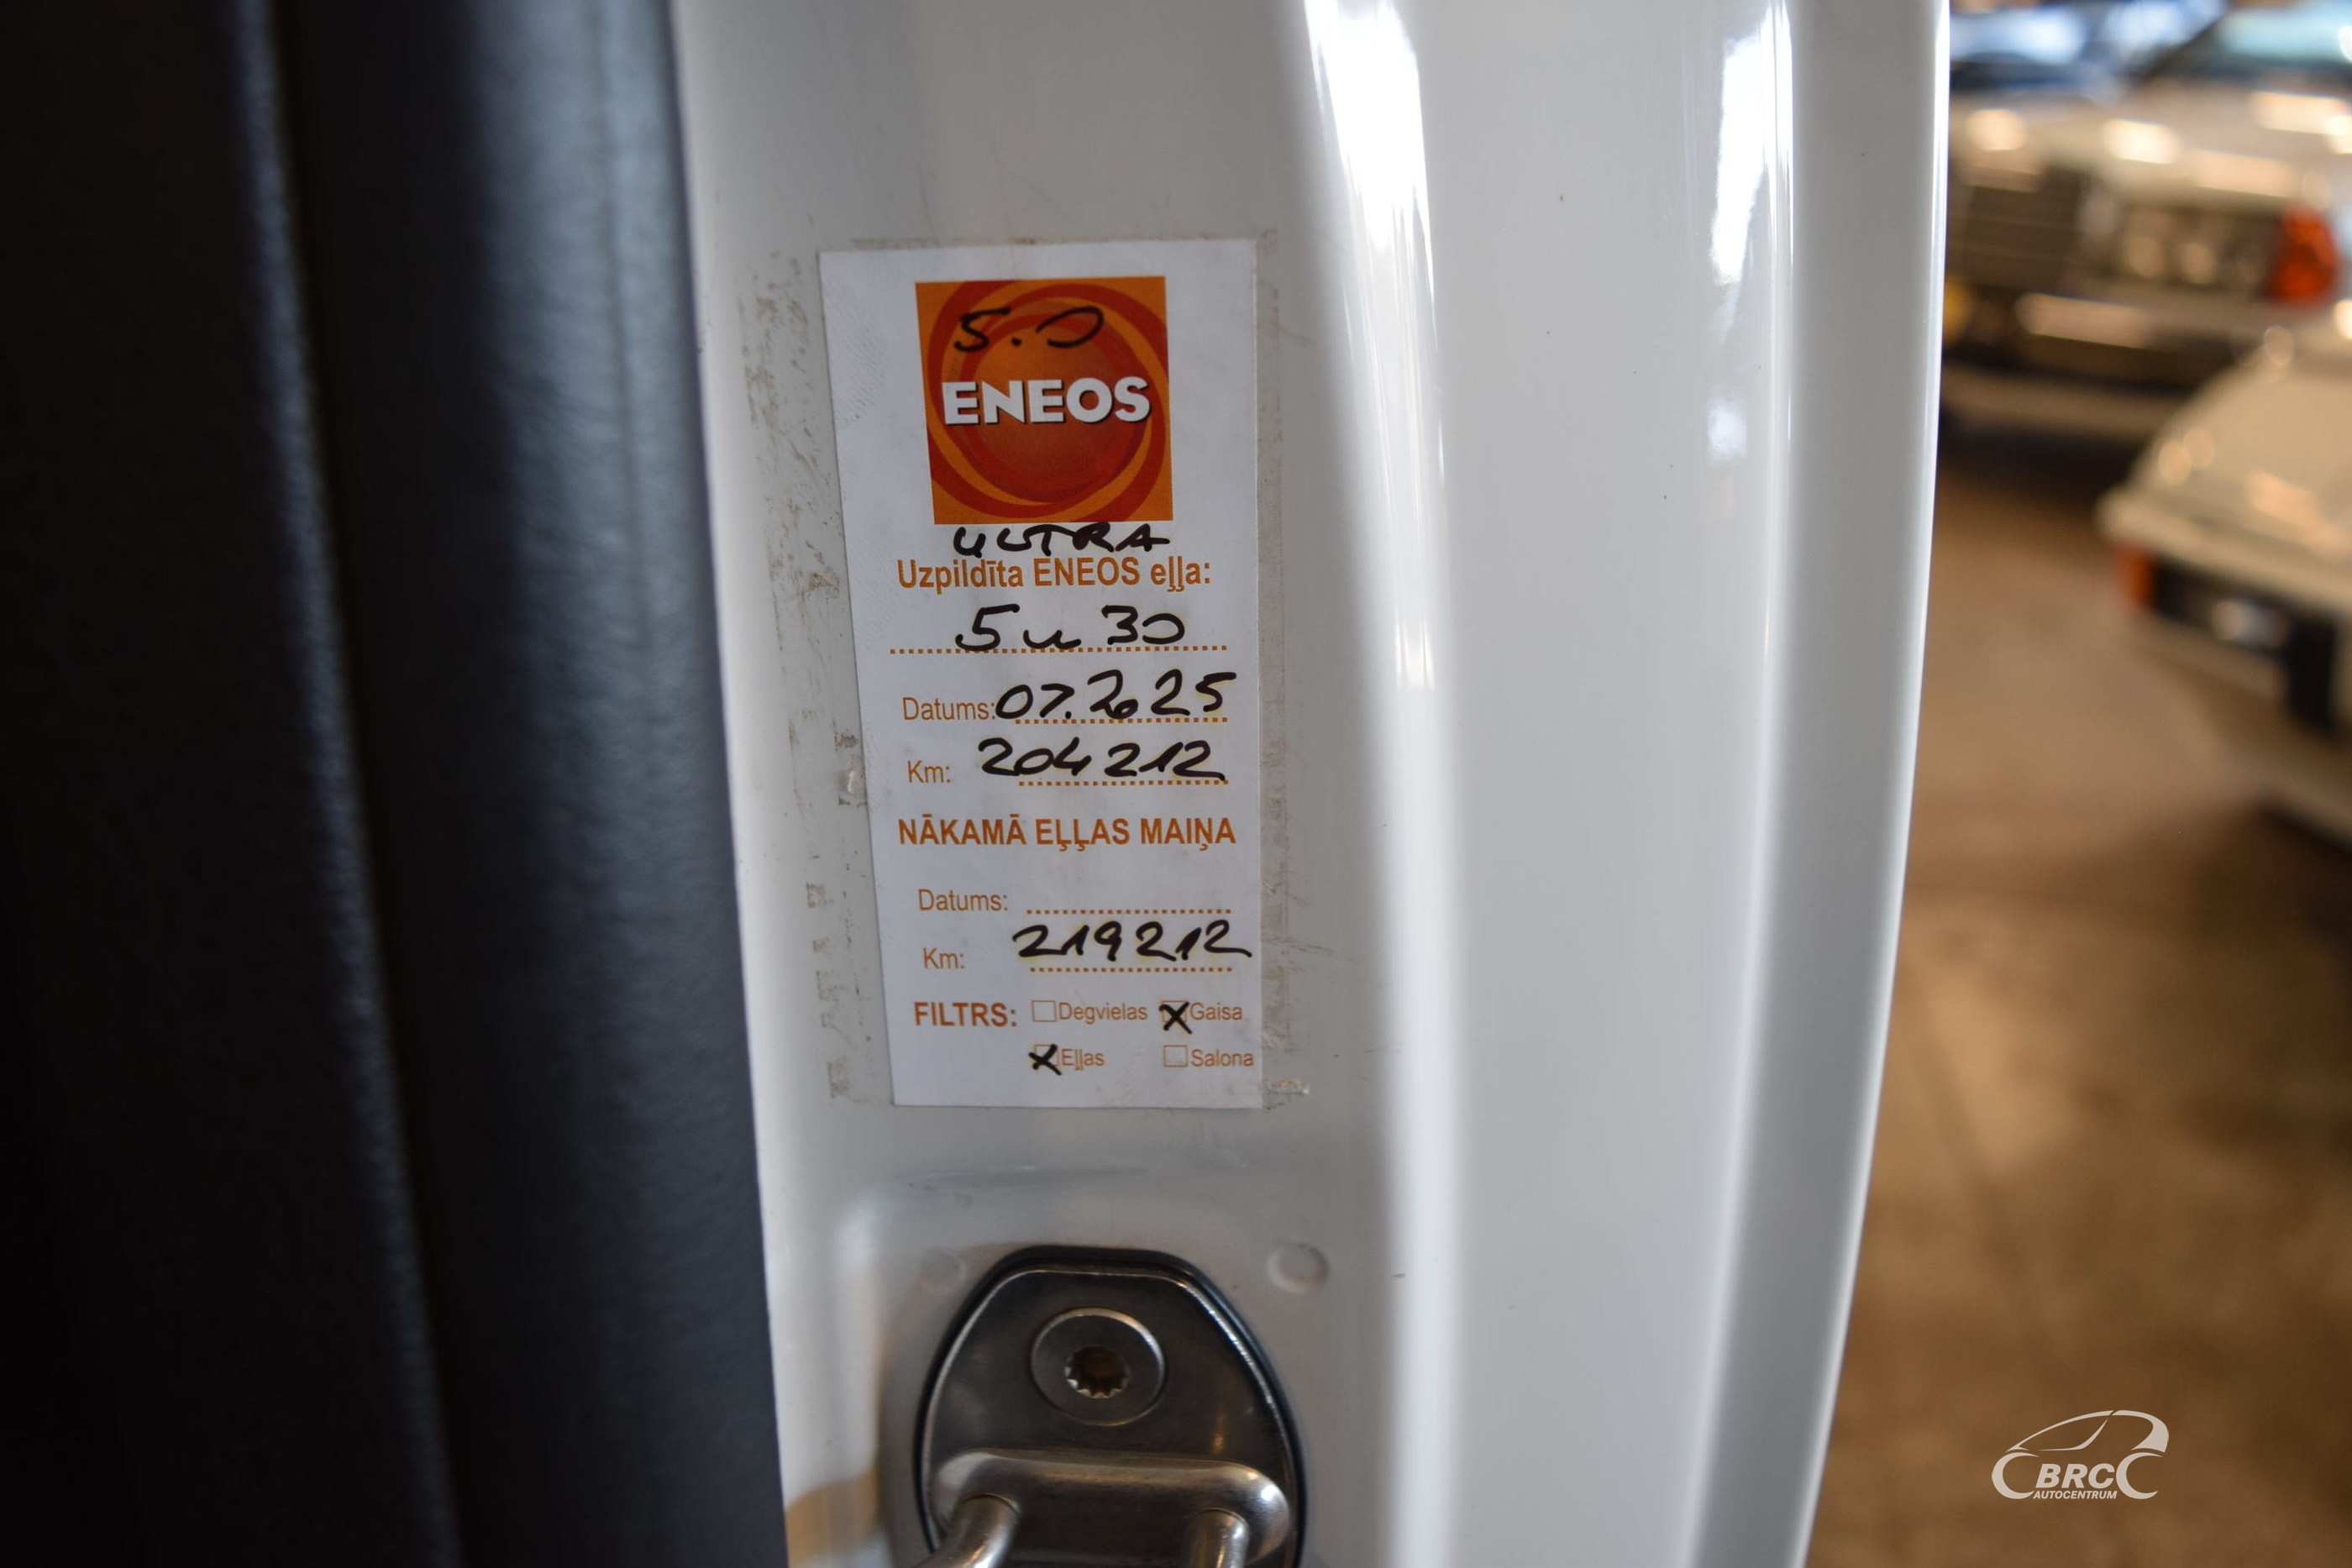 5.0
ENEOS
ULTRA
Uzpildīta ENEOS eļļa:
5w30
Datums: 07.2025
Km: 204212
NĀKAMĀ EĻĻAS MAIŅA
Datums:
Km: 219212
FILTRS: Degvielas Gaisa
Eļļas Salona
BRC
AUTOCENTRUM